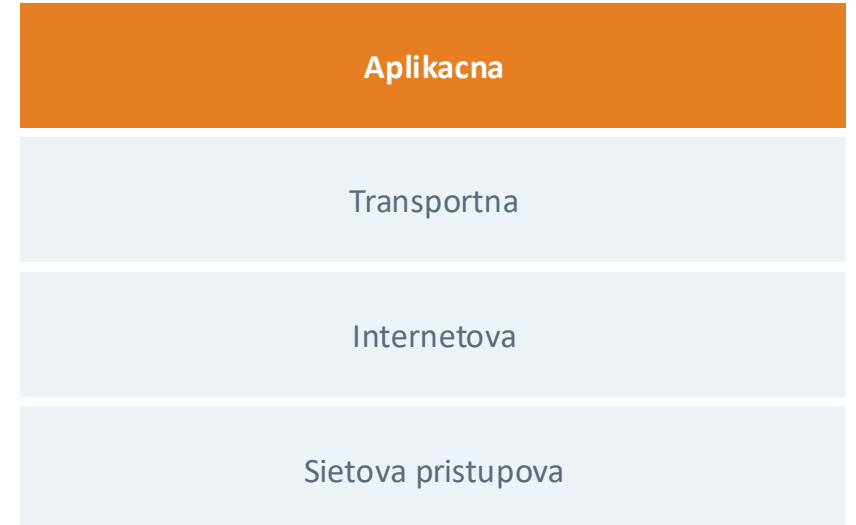 Aplikacna
Transportna
Internetova
Sietova pristupova